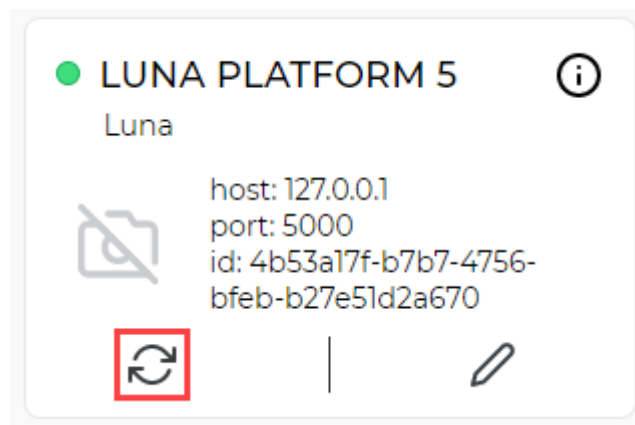 LUNA PLATFORM 5
Luna
host: 127.0.0.1
port: 5000
id: 4b53a17f-b7b7-4756-
bfeb-b27e51d2a670